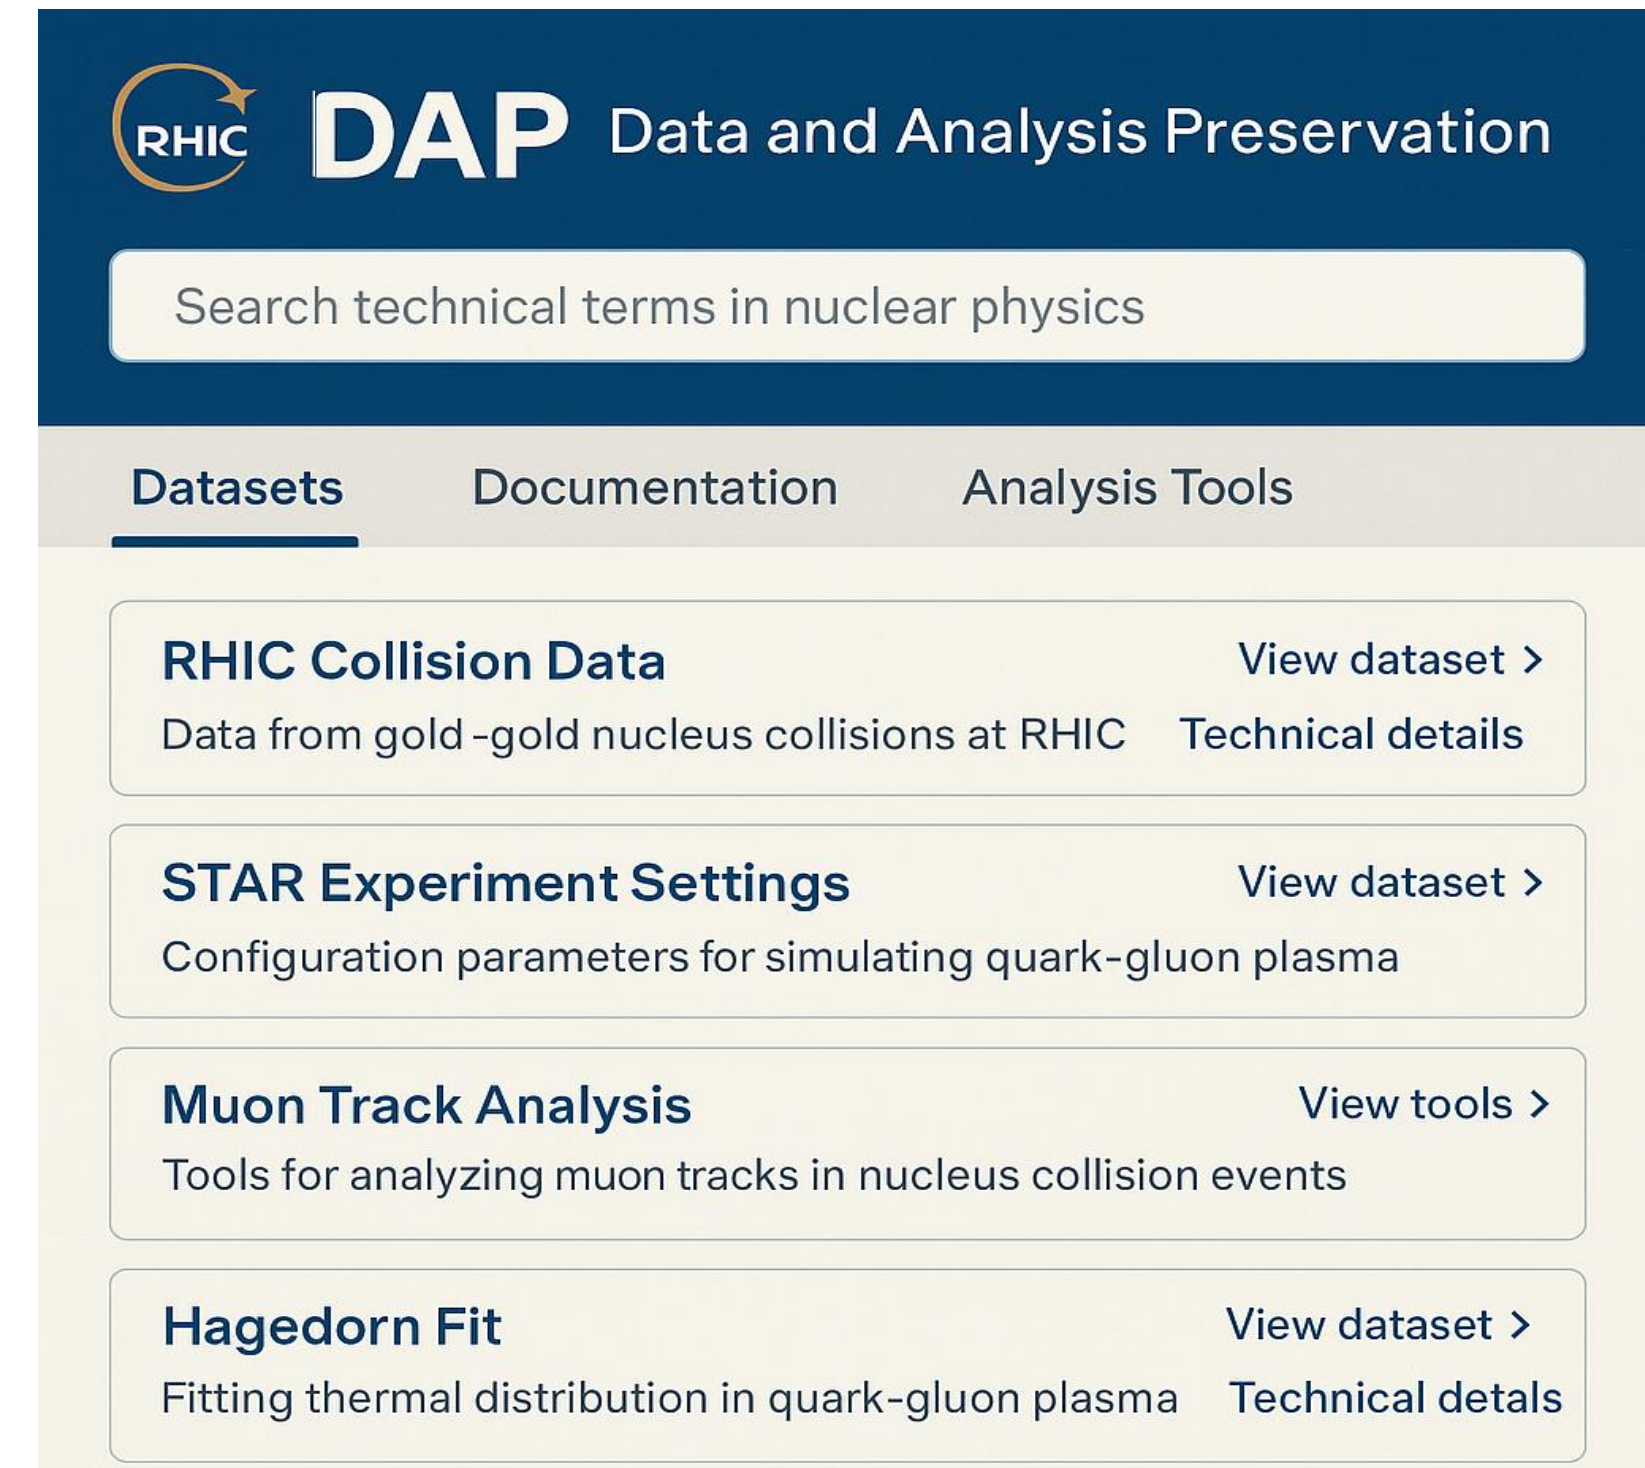 RHIC DAP Data and Analysis Preservation
Search technical terms in nuclear physics
Datasets Documentation Analysis Tools
RHIC Collision Data View dataset >
Data from gold-gold nucleus collisions at RHIC Technical details
STAR Experiment Settings View dataset >
Configuration parameters for simulating quark-gluon plasma
Muon Track Analysis View tools >
Tools for analyzing muon tracks in nucleus collision events
Hagedorn Fit View dataset >
Fitting thermal distribution in quark-gluon plasma Technical detals